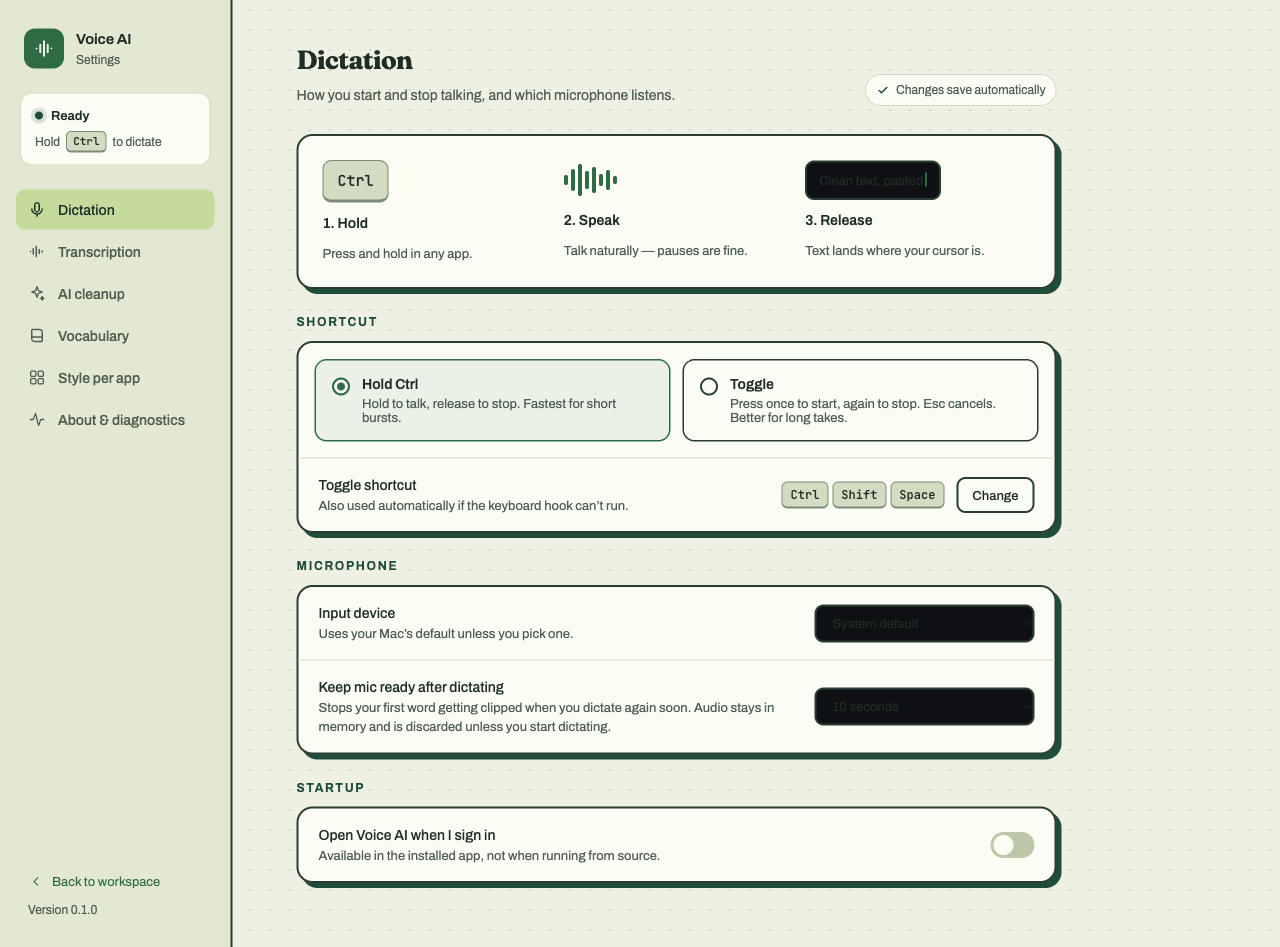 Voice AI
Settings
Ready
Hold Ctrl to dictate
Dictation
Transcription
AI cleanup
Vocabulary
Style per app
About & diagnostics
Back to workspace
Version 0.1.0
Dictation
How you start and stop talking, and which microphone listens.
Changes save automatically
Ctrl
1. Hold
Press and hold in any app.
2. Speak
Talk naturally — pauses are fine.
Clean text, pasted
3. Release
Text lands where your cursor is.
SHORTCUT
Hold Ctrl
Hold to talk, release to stop. Fastest for short
bursts.
Toggle
Press once to start, again to stop. Esc cancels.
Better for long takes.
Toggle shortcut
Also used automatically if the keyboard hook can’t run.
Ctrl Shift Space Change
MICROPHONE
Input device
Uses your Mac’s default unless you pick one.
System default
Keep mic ready after dictating
Stops your first word getting clipped when you dictate again soon. Audio stays in
memory and is discarded unless you start dictating.
10 seconds
STARTUP
Open Voice AI when I sign in
Available in the installed app, not when running from source.